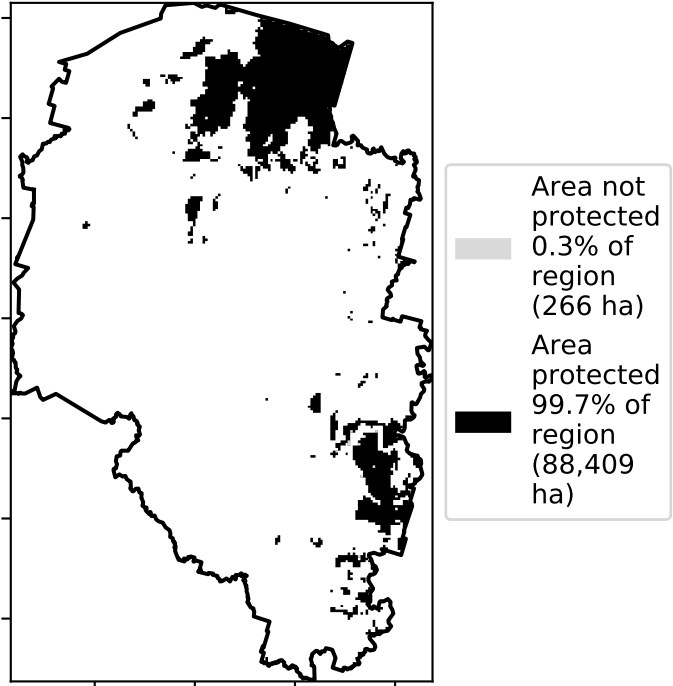 Area not
protected
0.3% of
region
(266 ha)
Area
protected
99.7% of
region
(88,409
ha)